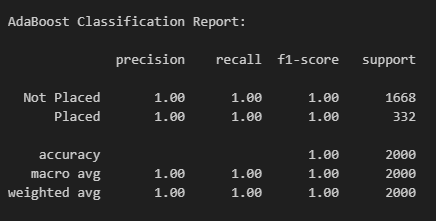 AdaBoost Classification Report:
precision recall f1-score support
Not Placed 1.00 1.00 1.00 1668
Placed 1.00 1.00 1.00 332
accuracy 1.00 2000
macro avg 1.00 1.00 1.00 2000
weighted avg 1.00 1.00 1.00 2000